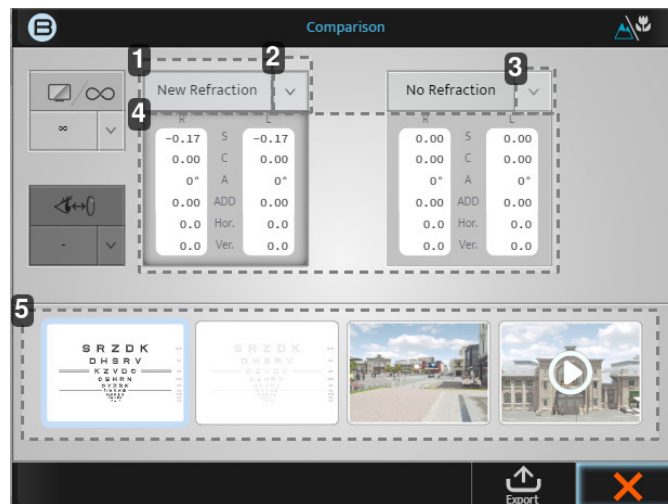 B Comparison
1 2 3
New Refraction No Refraction
∞
4
R L R L
-0.17 S -0.17 0.00 S 0.00
0.00 C 0.00 0.00 C 0.00
0° A 0° 0° A 0°
0.00 ADD 0.00 0.00 ADD 0.00
0.0 Hor. 0.0 0.0 Hor. 0.0
- 0.0 Ver. 0.0 0.0 Ver. 0.0
5
S R Z D K S R Z D K
D H S R V D H S R V
K Z V D O K Z V D O
O S H R N
Export